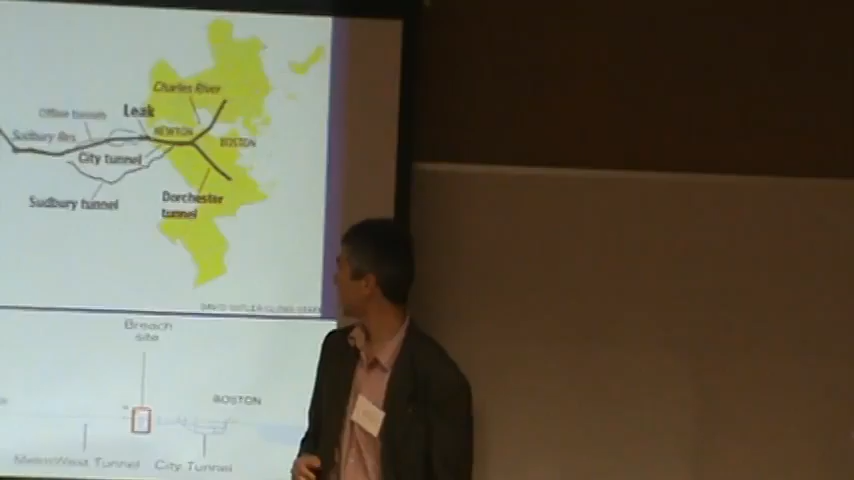 Charles River
Leak
NEWTON
BOSTON
Sudbury Res
City tunnel
Sudbury tunnel
Dorchester
tunnel
Breach
site
BOSTON
MetroWest Tunnel
City Tunnel